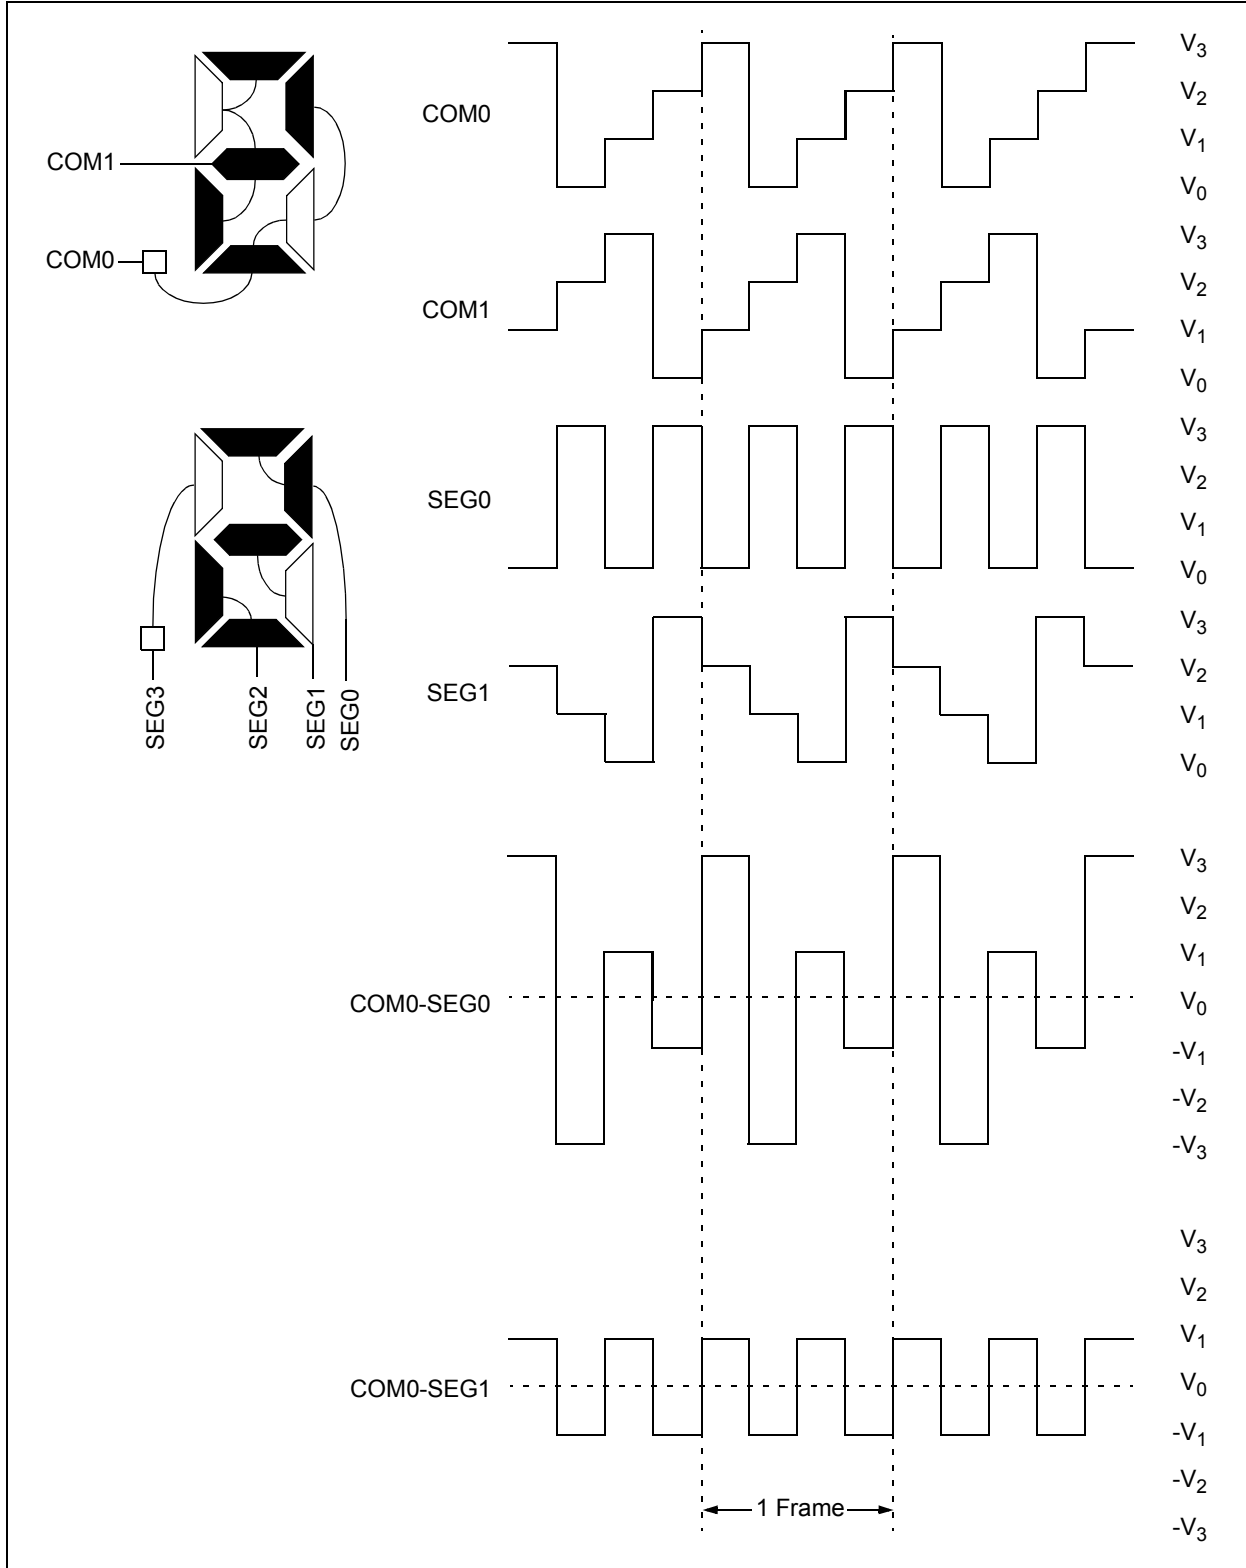 COM1
COM0
SEG3
SEG2
SEG1
SEG0
COM0
V3
V2
V1
V0
COM1
V3
V2
V1
V0
SEG0
V3
V2
V1
V0
SEG1
V3
V2
V1
V0
COM0-SEG0
V3
V2
V1
V0
-V1
-V2
-V3
COM0-SEG1
V3
V2
V1
V0
-V1
-V2
-V3
1 Frame